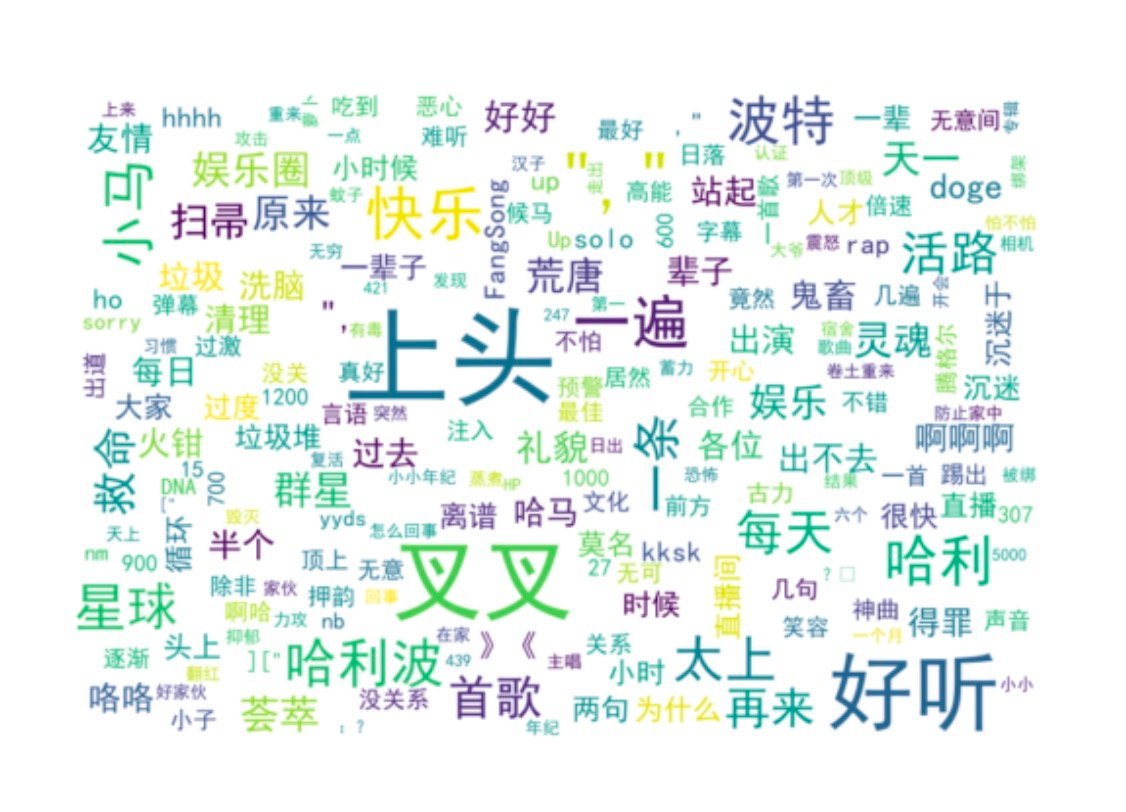 上来
hhhh
重来
吃到
恶心
好好
最好
, "
波特
一辈
无意间
专辑
友情
攻击
一点
难听
日落
认证
天一
绑架
小马
娱乐圈
小时候
汉子
" , "
走出
高能
站起
一首歌
第一次
顶级
doge
扫帚
原来
蚊子
快乐
FangSong
up
候马
Up
solo
600
字幕
人才
倍速
怕不怕
相机
垃圾
洗脑
无穷
一辈子
421
发现
荒唐
辈子
大爷
震怒
rap
活路
ho
弹幕
sorry
清理
",
有毒
上头
247
第一
一遍
竟然
鬼畜
几遍
开会
沉迷于
习惯
过激
不怕
出演
宿舍
歌曲
灵魂
腾格尔
出道
每日
没关
真好
预警
居然
蓄力
开心
卷土重来
沉迷
大家
过度
1200
言语
突然
最佳
合作
娱乐
不错
防止家中
救命
火钳
垃圾堆
过去
注入
礼貌
日出
一条
各位
出不去
啊啊啊
15
DNA
["
700
复活
群星
小小年纪
蒸煮
HP
1000
恐怖
结果
一首
踢出
被绑
天上
循环
毁灭
yyds
怎么回事
离谱
哈马
文化
前方
古力
每天
六个
很快
直播
307
nm
900
半个
顶上
无意
叉叉
莫名
kksk
27
无可
直播间
几句
? □
哈利
5000
星球
除非
家伙
押韵
回事
时候
神曲
得罪
声音
啊哈
力攻
nb
抑郁
在家
》《
关系
笑容
一个月
逐渐
头上
翻红
]["
哈利波
439
主唱
小时
太上
好听
小小
咯咯
好家伙
小子
荟萃
没关系
首歌
年纪
两句
为什么
再来